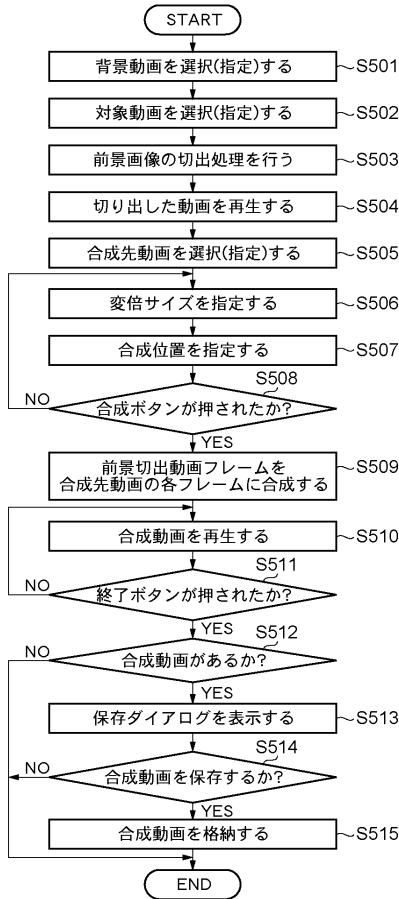 START
背景動画を選択(指定)する
S501
対象動画を選択(指定)する
S502
前景画像の切出処理を行う
S503
切り出した動画を再生する
S504
合成先動画を選択(指定)する
S505
変倍サイズを指定する
S506
合成位置を指定する
S507
S508
NO
合成ボタンが押されたか?
YES
前景切出動画フレームを
合成先動画の各フレームに合成する
S509
合成動画を再生する
S510
S511
NO
終了ボタンが押されたか?
YES
S512
NO
合成動画があるか?
YES
保存ダイアログを表示する
S513
S514
NO
合成動画を保存するか?
YES
合成動画を格納する
S515
END